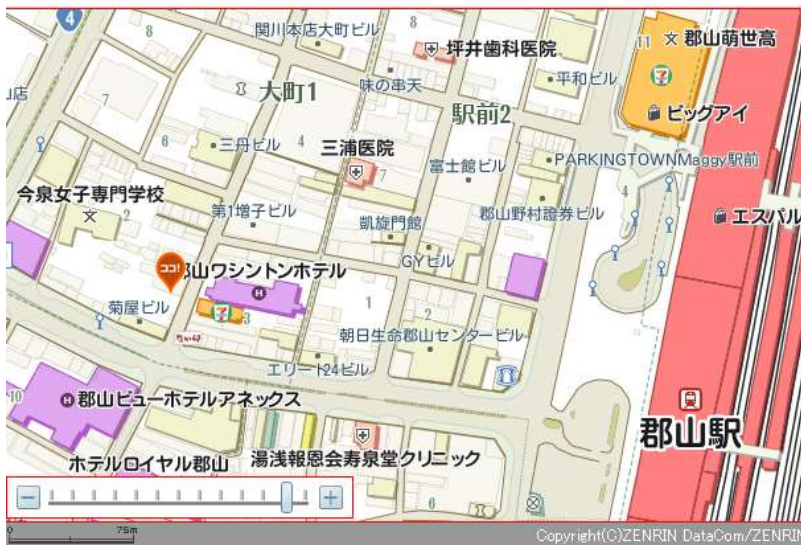 4
8
関川本店大町ビル
8
坪井歯科医院
11
郡山萌世高
平和ビル
味の串天
大町1
7
ビッグアイ
駅前2
山店
6
三丹ビル
4
三浦医院
7
富士館ビル
PARKINGTOWNMaggy駅前
4
今泉女子専門学校
2
第1増子ビル
凱旋門館
郡山野村證券ビル
エスパル
GYビル
ココ!
郡山ワシントンホテル
H
菊屋ビル
3
1
2
朝日生命郡山センタービル
エリート24ビル
10
H
郡山ビューホテルアネックス
郡山駅
ホテルロイヤル郡山
湯浅報恩会寿泉堂クリニック
6
0
75m
Copyright(C)ZENRIN DataCom/ZENRIN